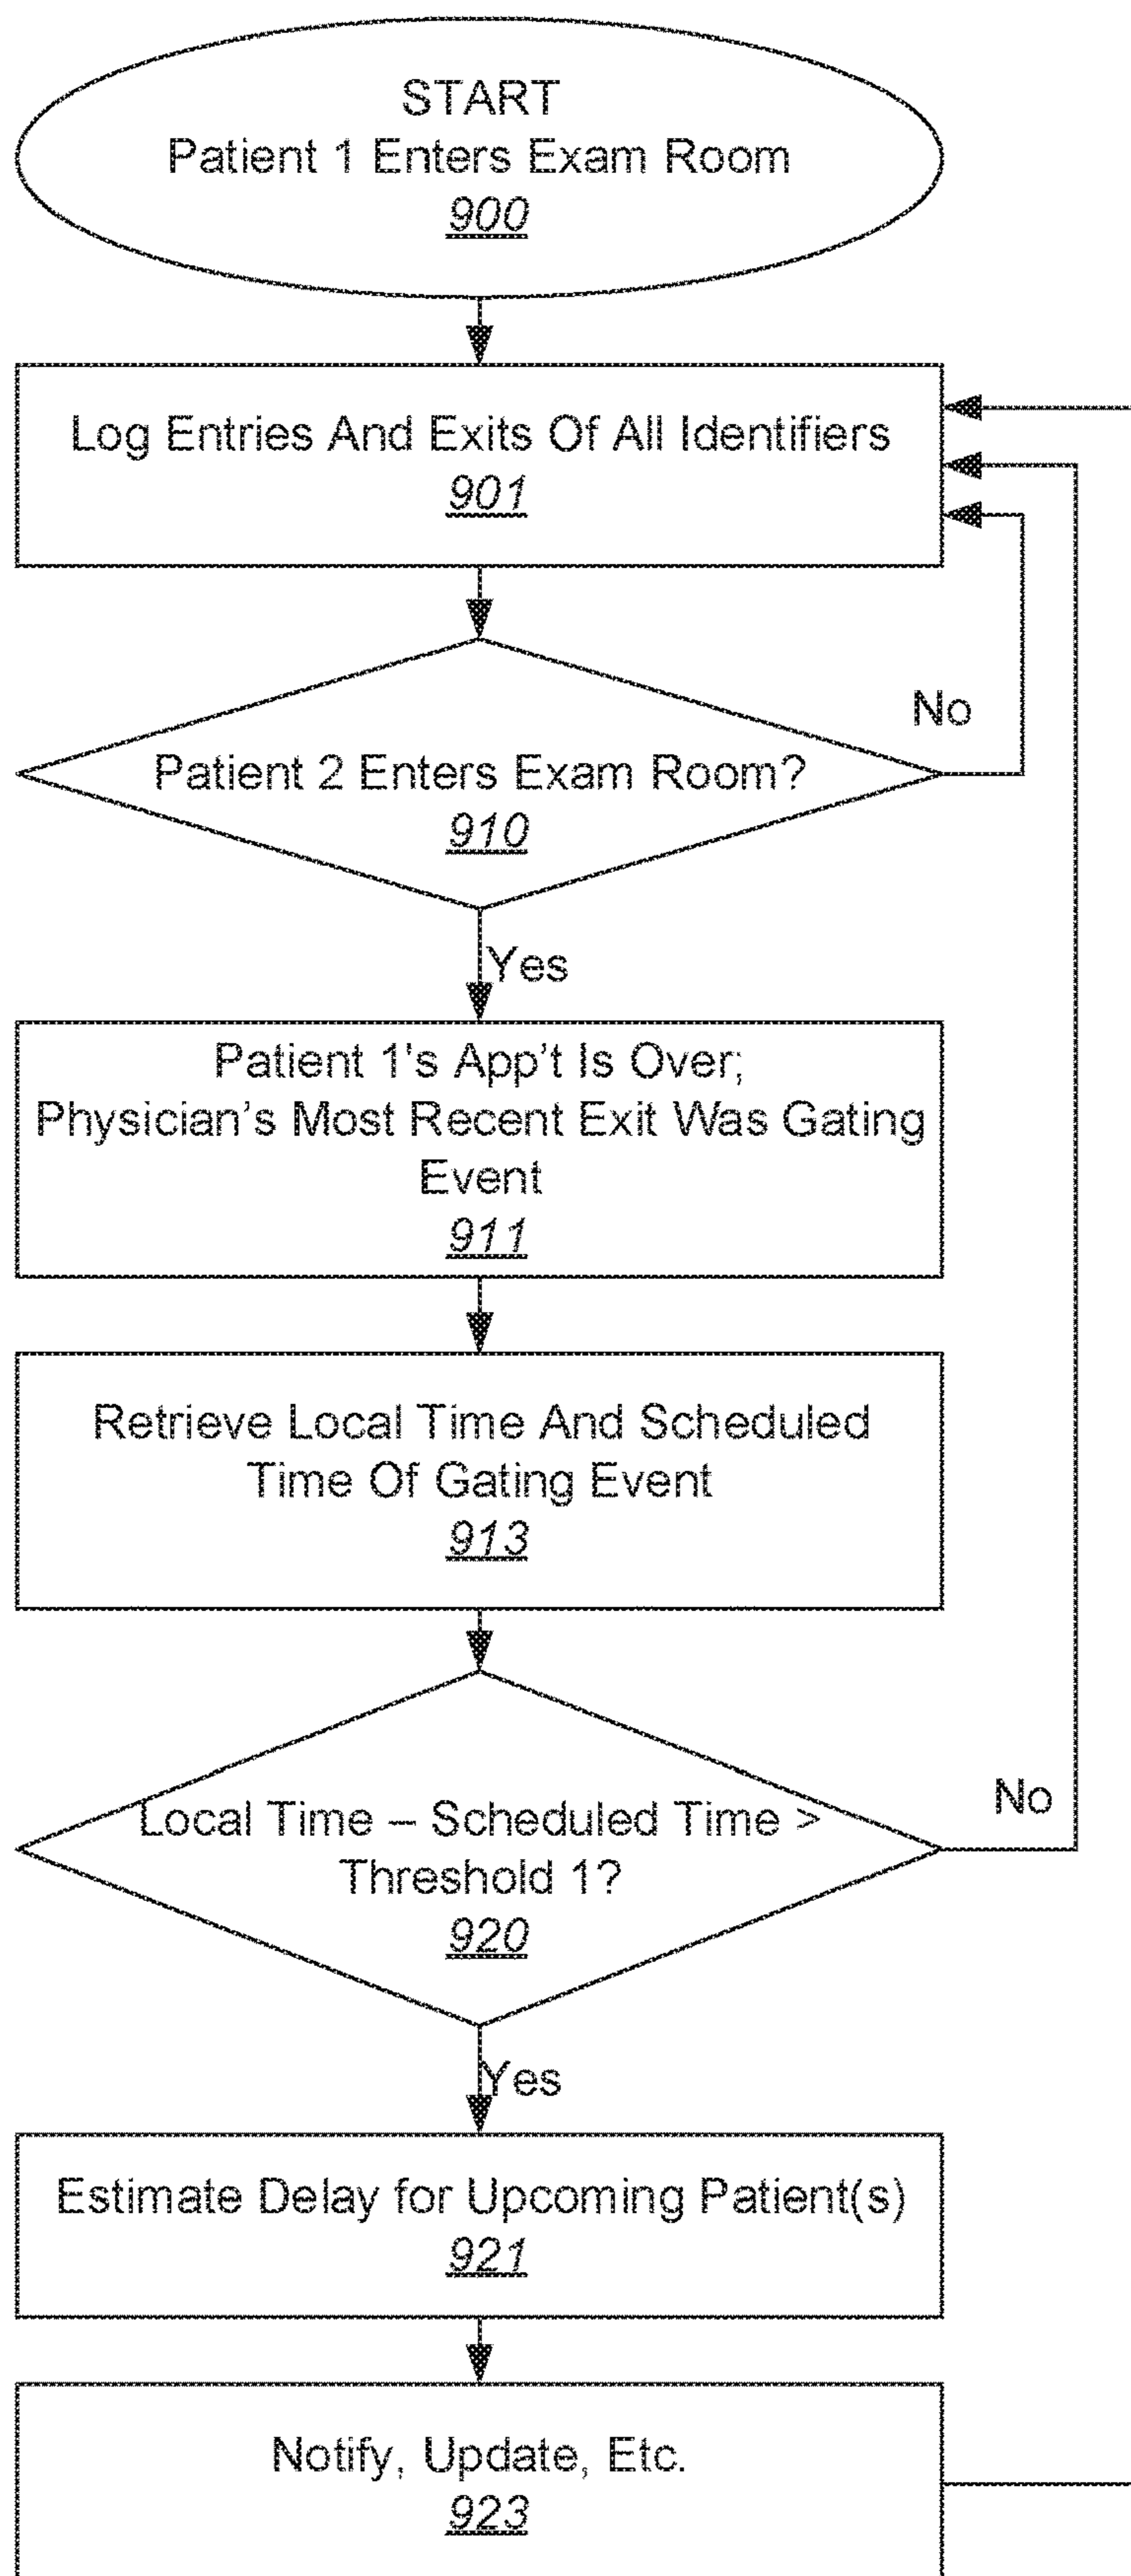 START
Patient 1 Enters Exam Room
900
Log Entries And Exits Of All Identifiers
901
No
Patient 2 Enters Exam Room?
910
Yes
Patient 1's App't Is Over;
Physician's Most Recent Exit Was Gating
Event
911
Retrieve Local Time And Scheduled
Time Of Gating Event
913
No
Local Time – Scheduled Time >
Threshold 1?
920
Yes
Estimate Delay for Upcoming Patient(s)
921
Notify, Update, Etc.
923